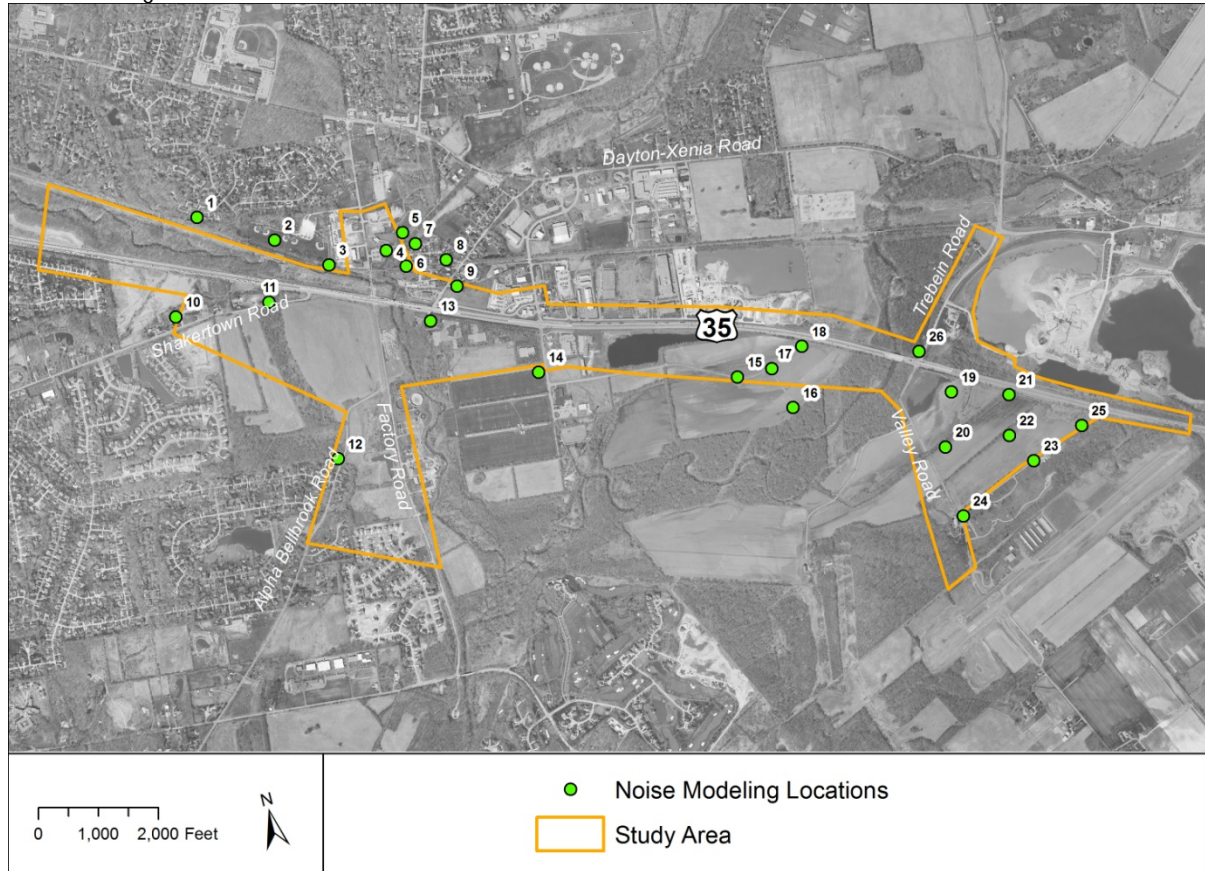 Dayton-Xenia Road
1
5
7
2
8
4
3
6
Trebein Road
9
11
10
13
Shakertown Road
35
18
26
17
14
15
19
21
16
25
22
Factory Road
Valley Road
20
12
23
24
Alpha Bellbrook Road
N
0 1,000 2,000 Feet
Noise Modeling Locations
Study Area